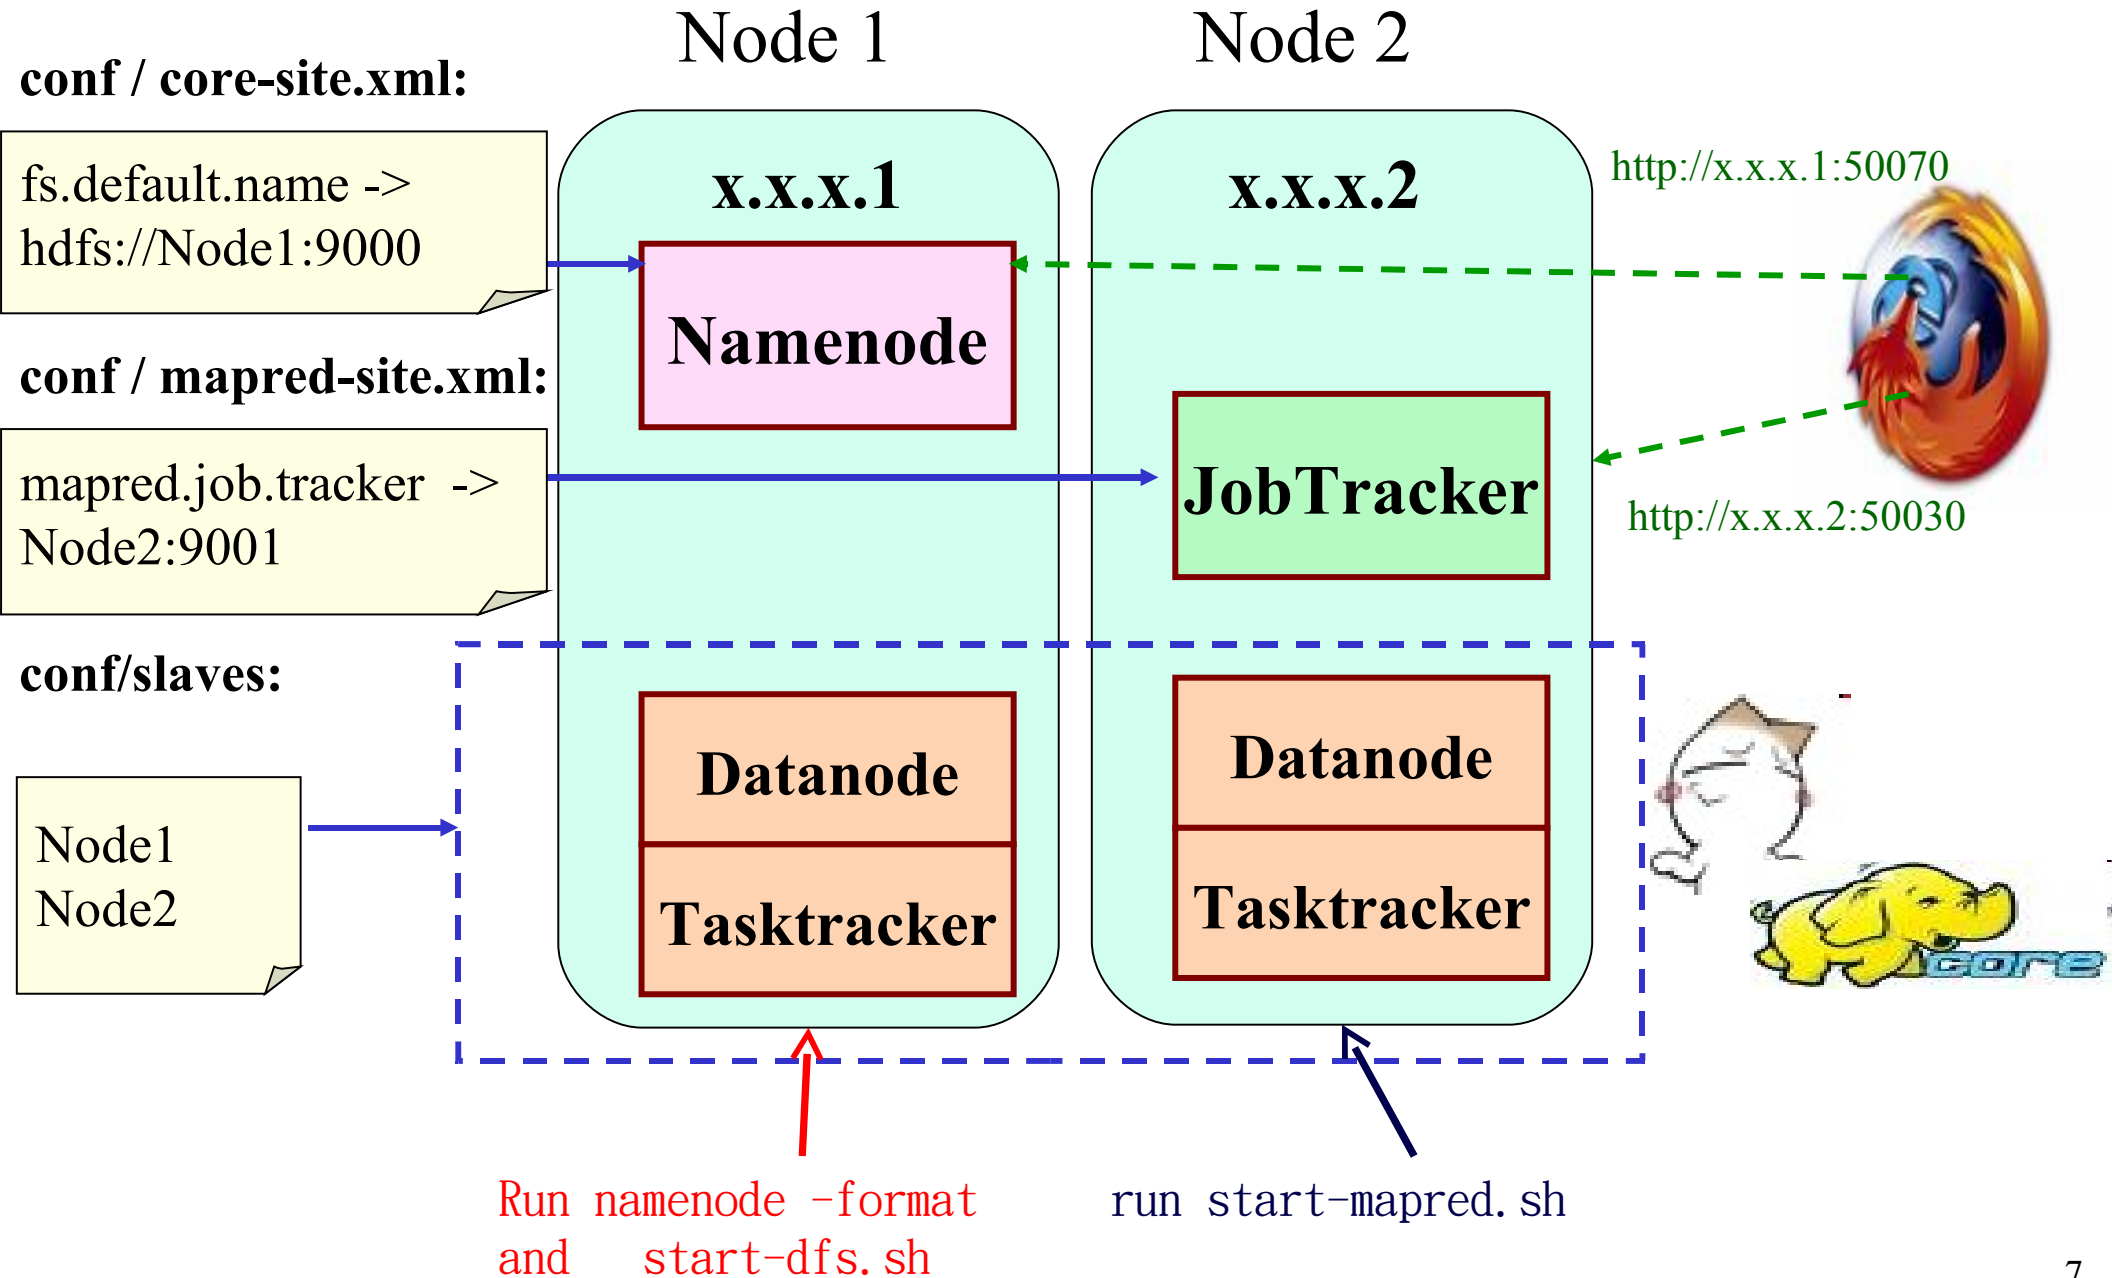 Node 1
Node 2
conf / core-site.xml:
fs.default.name ->
hdfs://Node1:9000
x.x.x.1
x.x.x.2
http://x.x.x.1:50070
Namenode
conf / mapred-site.xml:
mapred.job.tracker ->
Node2:9001
JobTracker
http://x.x.x.2:50030
conf/slaves:
Node1
Node2
Datanode
Tasktracker
Datanode
Tasktracker
core
Run namenode -format
and start-dfs.sh
run start-mapred.sh
7